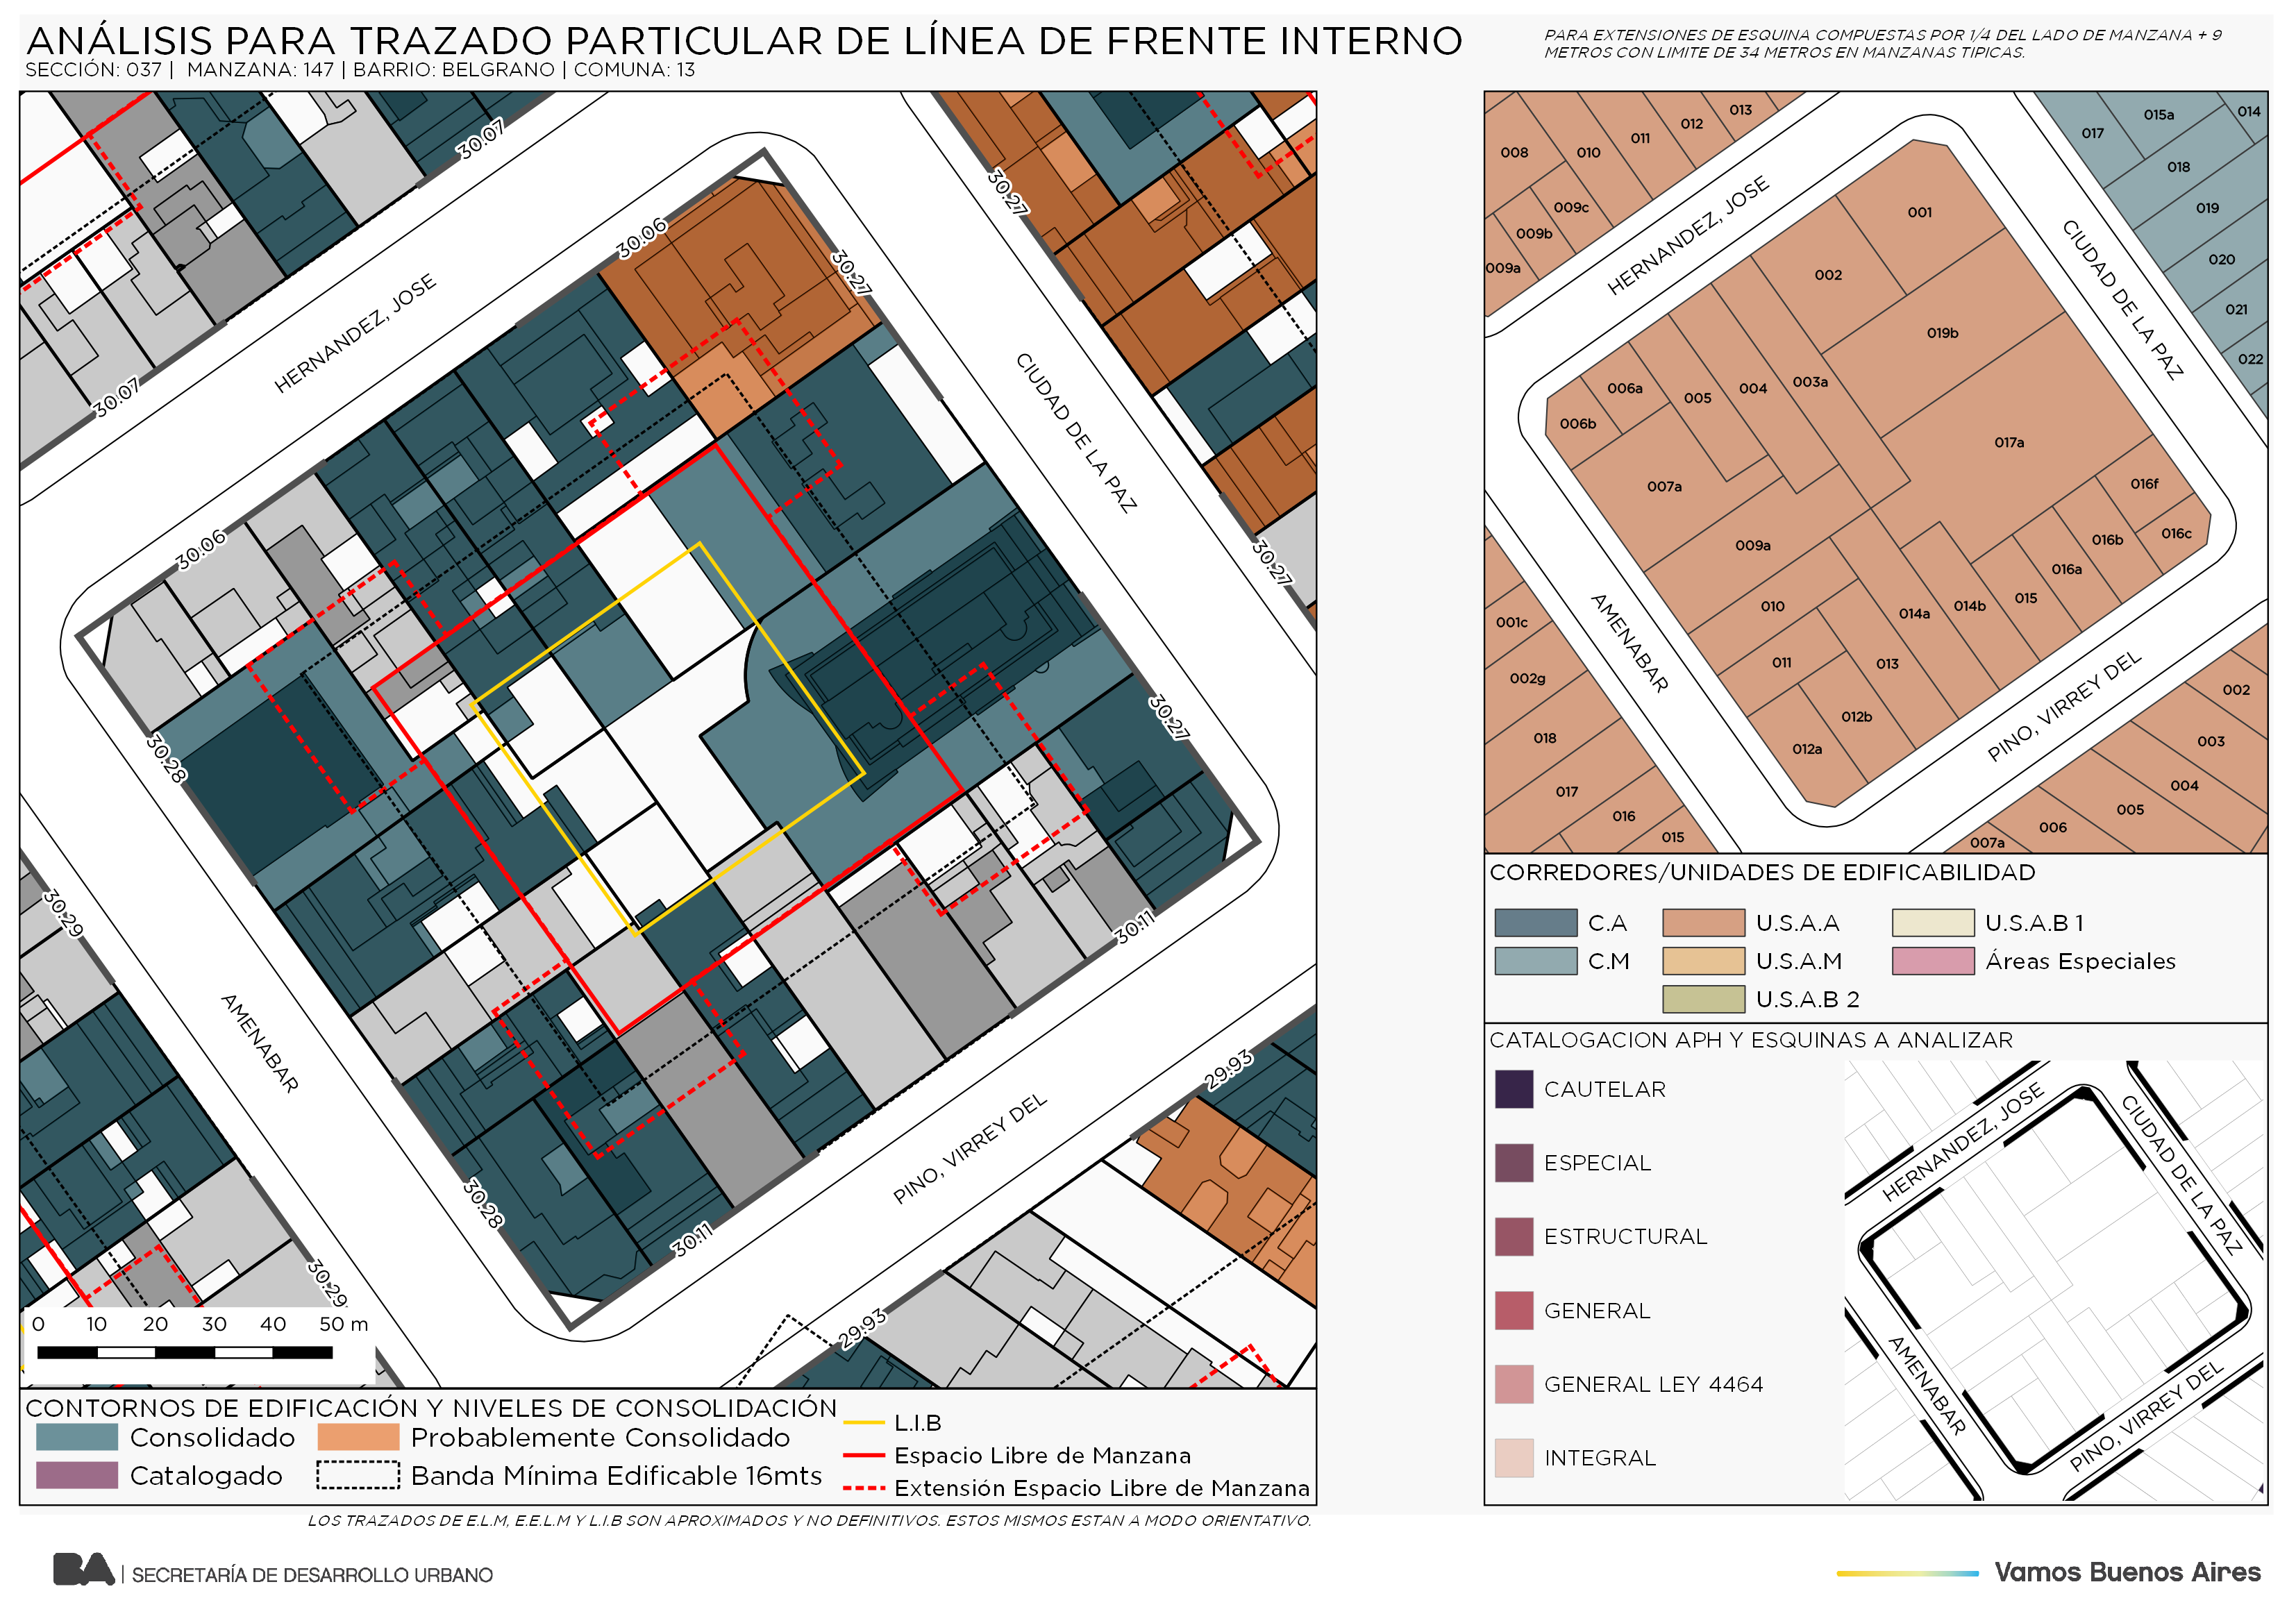 ANÁLISIS PARA TRAZADO PARTICULAR DE LÍNEA DE FRENTE INTERNO
SECCIÓN: 037 | MANZANA: 147 | BARRIO: BELGRANO | COMUNA: 13
PARA EXTENSIONES DE ESQUINA COMPUESTAS POR 1/4 DEL LADO DE MANZANA + 9
METROS CON LIMITE DE 34 METROS EN MANZANAS TIPICAS.
30.07
30.07
HERNANDEZ, JOSE
30.06
30.06
30.27
30.27
CIUDAD DE LA PAZ
30.27
30.27
30.28
30.29
AMENABAR
30.28
30.29
30.11
30.11
PINO, VIRREY DEL
29.93
29.93
0 10 20 30 40 50 m
CONTORNOS DE EDIFICACIÓN Y NIVELES DE CONSOLIDACIÓN
Consolidado
Probablemente Consolidado
Catalogado
Banda Mínima Edificable 16mts
L.I.B
Espacio Libre de Manzana
Extensión Espacio Libre de Manzana
LOS TRAZADOS DE E.L.M, E.E.L.M Y L.I.B SON APROXIMADOS Y NO DEFINITIVOS. ESTOS MISMOS ESTAN A MODO ORIENTATIVO.
008
010
011
012
013
009c
009b
009a
HERNANDEZ, JOSE
017
015a
014
018
019
020
021
022
CIUDAD DE LA PAZ
001
002
019b
003a
004
005
006a
006b
007a
017a
016f
016c
016b
016a
015
014b
014a
013
009a
010
011
012b
012a
AMENABAR
001c
002g
018
017
016
015
PINO, VIRREY DEL
002
003
004
005
006
007a
CORREDORES/UNIDADES DE EDIFICABILIDAD
C.A
U.S.A.A
U.S.A.B 1
C.M
U.S.A.M
Áreas Especiales
U.S.A.B 2
CATALOGACION APH Y ESQUINAS A ANALIZAR
CAUTELAR
ESPECIAL
ESTRUCTURAL
GENERAL
GENERAL LEY 4464
INTEGRAL
HERNANDEZ, JOSE
CIUDAD DE LA PAZ
AMENABAR
PINO, VIRREY DEL
BA | SECRETARÍA DE DESARROLLO URBANO
Vamos Buenos Aires